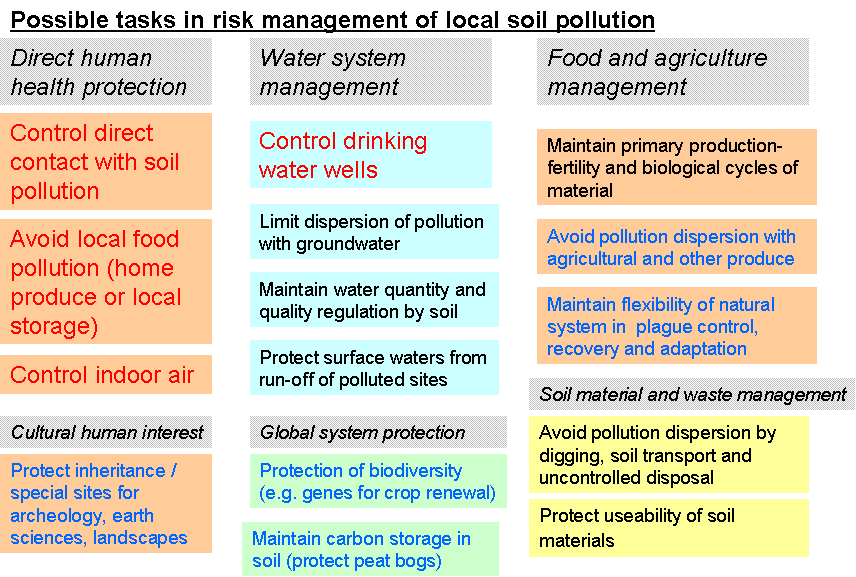 Possible tasks in risk management of local soil pollution
Direct human
health protection
Control direct
contact with soil
pollution
Avoid local food
pollution (home
produce or local
storage)
Control indoor air
Cultural human interest
Protect inheritance /
special sites for
archeology, earth
sciences, landscapes
Water system
management
Control drinking
water wells
Limit dispersion of pollution
with groundwater
Maintain water quantity and
quality regulation by soil
Protect surface waters from
run-off of polluted sites
Global system protection
Protection of biodiversity
(e.g. genes for crop renewal)
Maintain carbon storage in
soil (protect peat bogs)
Food and agriculture
management
Maintain primary production-
fertility and biological cycles of
material
Avoid pollution dispersion with
agricultural and other produce
Maintain flexibility of natural
system in plague control,
recovery and adaptation
Soil material and waste management
Avoid pollution dispersion by
digging, soil transport and
uncontrolled disposal
Protect useability of soil
materials